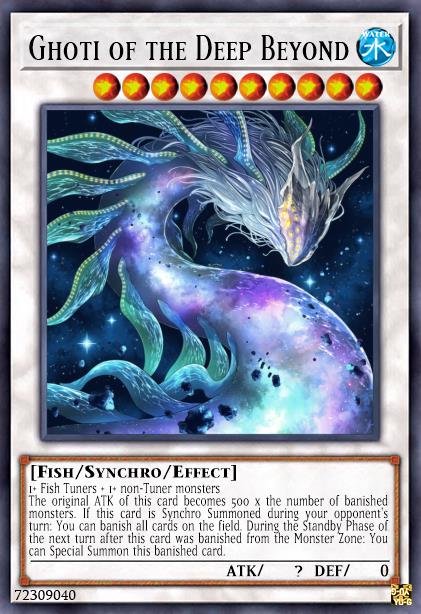 GHOTI OF THE DEEP BEYOND
WATER
水
[FISH/SYNCHRO/EFFECT]
1+ Fish Tuners + 1+ non-Tuner monsters
The original ATK of this card becomes 500 x the number of banished
monsters. If this card is Synchro Summoned during your opponent's
turn: You can banish all cards on the field. During the Standby Phase of
the next turn after this card was banished from the Monster Zone: You
can Special Summon this banished card.
ATK/ ? DEF/ 0
72309040